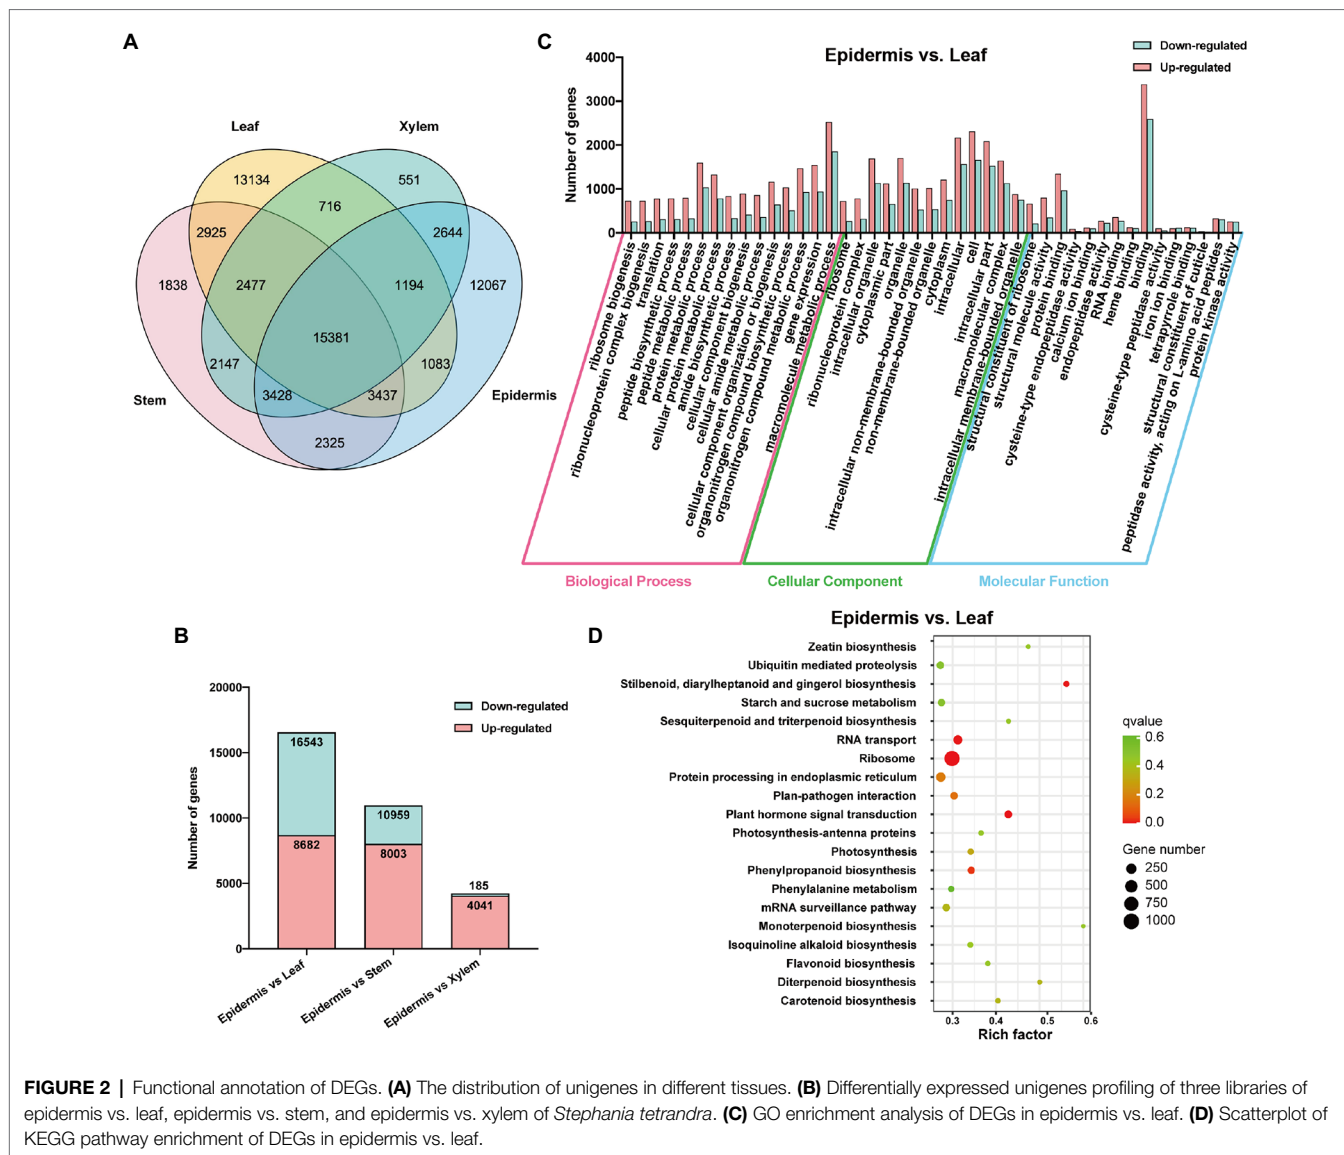 A
Leaf
Xylem
13134
551
716
2925
2644
1838
2477
1194
12067
15381
2147
1083
3428
3437
Stem
Epidermis
2325
C
Epidermis vs. Leaf
Down-regulated
Up-regulated
Number of genes
4000
3000
2000
1000
0
ribosome biogenesis
ribonucleoprotein complex biogenesis
translation
peptide biosynthetic process
peptide metabolic process
protein metabolic process
cellular protein metabolic process
amide biosynthetic process
cellular component biogenesis
cellular amide metabolic process
cellular component organization or biogenesis
organonitrogen compound biosynthetic process
organonitrogen compound metabolic process
gene expression
macromolecule metabolic process
ribosome
ribonucleoprotein complex
intracellular organelle
cytoplasmic part
organelle
intracellular non-membrane-bounded organelle
non-membrane-bounded organelle
cytoplasm
intracellular
cell
intracellular part
macromolecular complex
intracellular membrane-bounded organelle
structural constituent of ribosome
structural molecule activity
protein binding
cysteine-type endopeptidase activity
calcium ion binding
endopeptidase activity
RNA binding
heme binding
binding
cysteine-type peptidase activity
iron ion binding
tetrapyrrole binding
structural constituent of cuticle
peptidase activity, acting on L-amino acid peptides
protein kinase activity
Biological Process
Cellular Component
Molecular Function
B
Number of genes
20000
15000
10000
5000
0
Down-regulated
Up-regulated
16543
8682
10959
8003
185
4041
Epidermis vs Leaf
Epidermis vs Stem
Epidermis vs Xylem
D
Epidermis vs. Leaf
Zeatin biosynthesis
Ubiquitin mediated proteolysis
Stilbenoid, diarylheptanoid and gingerol biosynthesis
Starch and sucrose metabolism
Sesquiterpenoid and triterpenoid biosynthesis
RNA transport
Ribosome
Protein processing in endoplasmic reticulum
Plan-pathogen interaction
Plant hormone signal transduction
Photosynthesis-antenna proteins
Photosynthesis
Phenylpropanoid biosynthesis
Phenylalanine metabolism
mRNA surveillance pathway
Monoterpenoid biosynthesis
Isoquinoline alkaloid biosynthesis
Flavonoid biosynthesis
Diterpenoid biosynthesis
Carotenoid biosynthesis
0.3 0.4 0.5 0.6
Rich factor
qvalue
0.6
0.4
0.2
0.0
Gene number
250
500
750
1000
FIGURE 2 | Functional annotation of DEGs. (A) The distribution of unigenes in different tissues. (B) Differentially expressed unigenes profiling of three libraries of
epidermis vs. leaf, epidermis vs. stem, and epidermis vs. xylem of Stephania tetrandra. (C) GO enrichment analysis of DEGs in epidermis vs. leaf. (D) Scatterplot of
KEGG pathway enrichment of DEGs in epidermis vs. leaf.